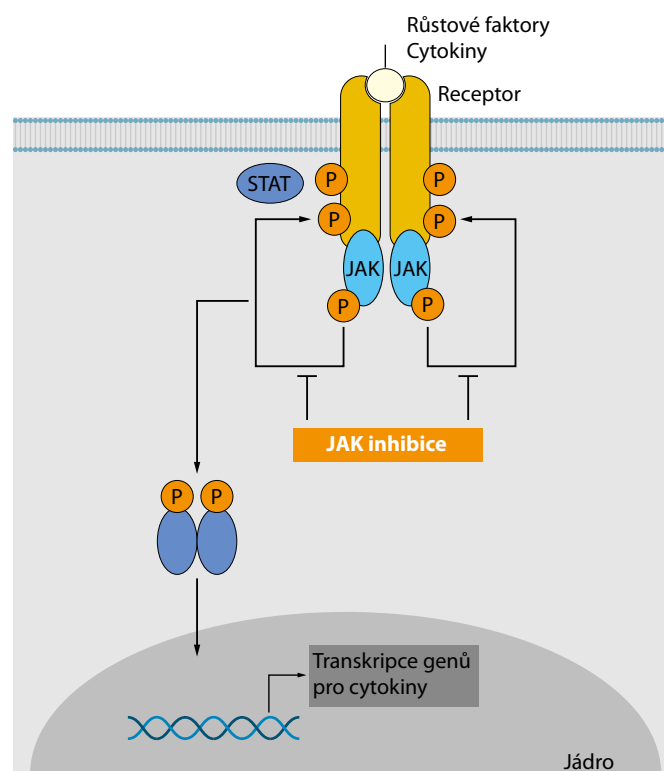 Růstové faktory
Cytokiny
Receptor
STAT
P
P
P
P
JAK
JAK
P
P
JAK inhibice
P
P
Transkripce genů
pro cytokiny
Jádro